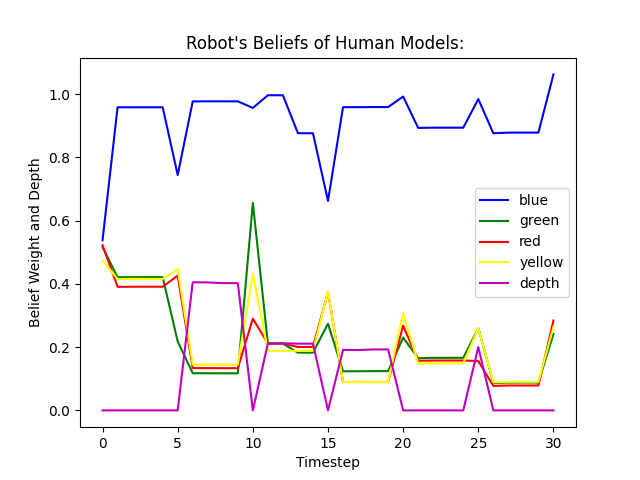 Robot's Beliefs of Human Models:
Belief Weight and Depth
1.0
0.8
0.6
0.4
0.2
0.0
blue
green
red
yellow
depth
0 5 10 15 20 25 30
Timestep